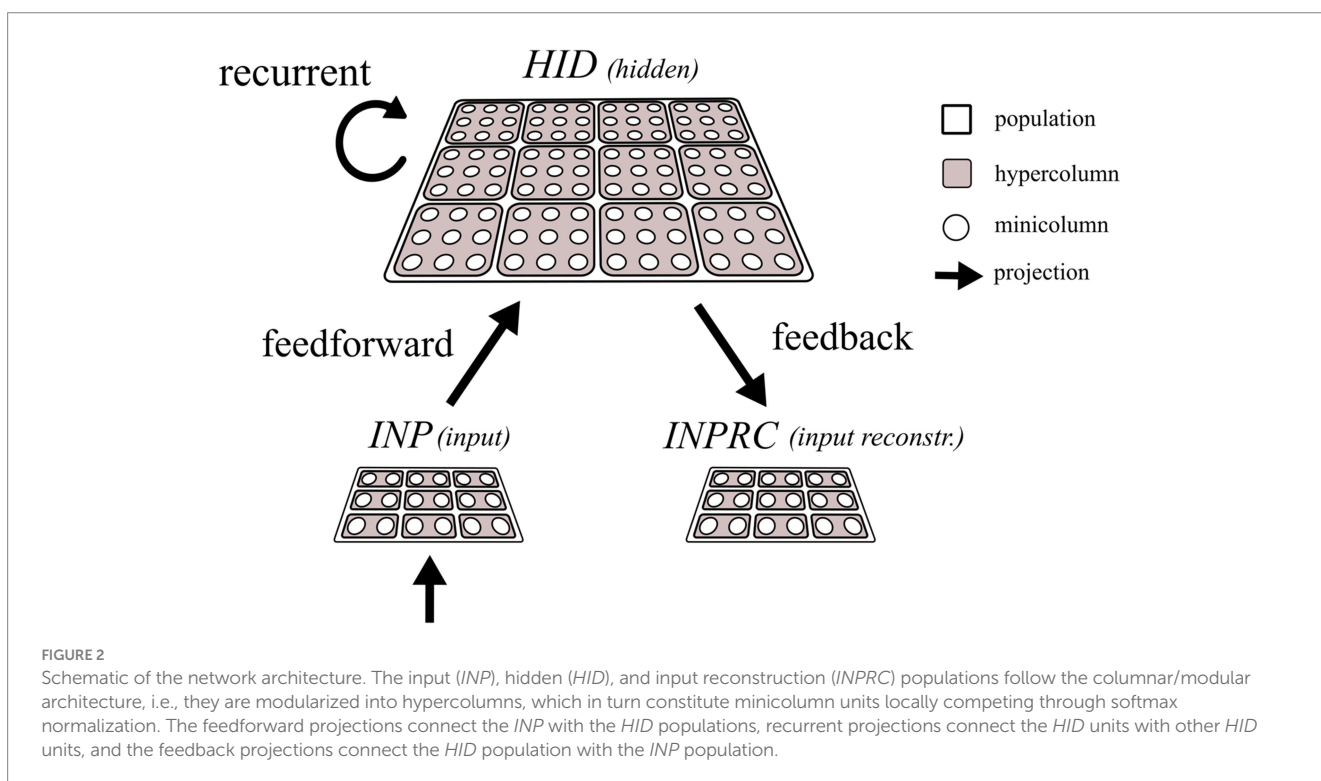 HID (hidden)
recurrent
population
hypercolumn
minicolumn
projection
feedforward
feedback
INP (input)
INPRC (input reconstr.)
FIGURE 2
Schematic of the network architecture. The input (INP), hidden (HID), and input reconstruction (INPRC) populations follow the columnar/modular
architecture, i.e., they are modularized into hypercolumns, which in turn constitute minicolumn units locally competing through softmax
normalization. The feedforward projections connect the INP with the HID populations, recurrent projections connect the HID units with other HID
units, and the feedback projections connect the HID population with the INP population.